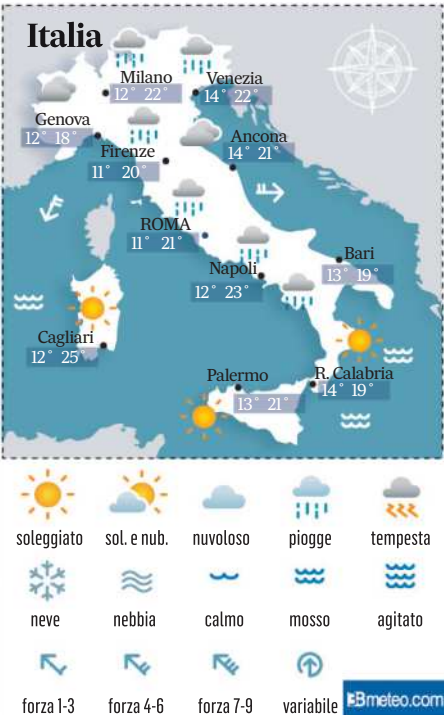 Italia
Milano
12° 22°
Venezia
14° 22°
Genova
12° 18°
Firenze
11° 20°
Ancona
14° 21°
ROMA
11° 21°
Napoli
12° 23°
Bari
13° 19°
Cagliari
12° 25°
Palermo
13° 21°
R. Calabria
14° 19°
soleggiato sol. e nub. nuvoloso piogge tempesta
neve nebbia calmo mosso agitato
forza 1-3 forza 4-6 forza 7-9 variabile
3Bmeteo.com